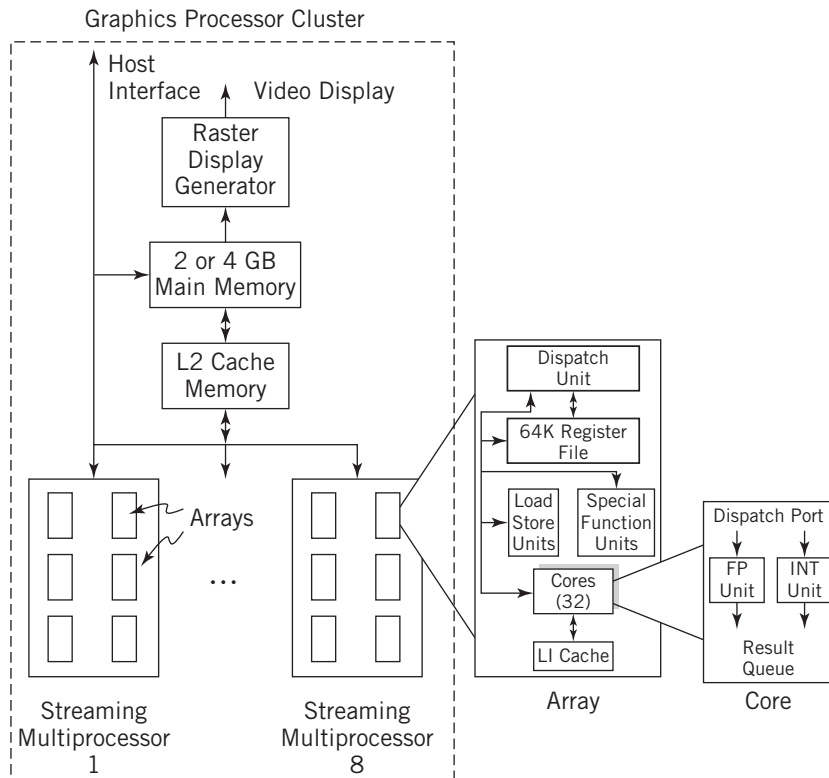 Graphics Processor Cluster
Host
Interface
Video Display
Raster
Display
Generator
2 or 4 GB
Main Memory
L2 Cache
Memory
Arrays
...
Streaming
Multiprocessor
1
Streaming
Multiprocessor
8
Dispatch
Unit
64K Register
File
Load
Store
Units
Special
Function
Units
Cores
(32)
LI Cache
Array
Dispatch Port
FP
Unit
INT
Unit
Result
Queue
Core